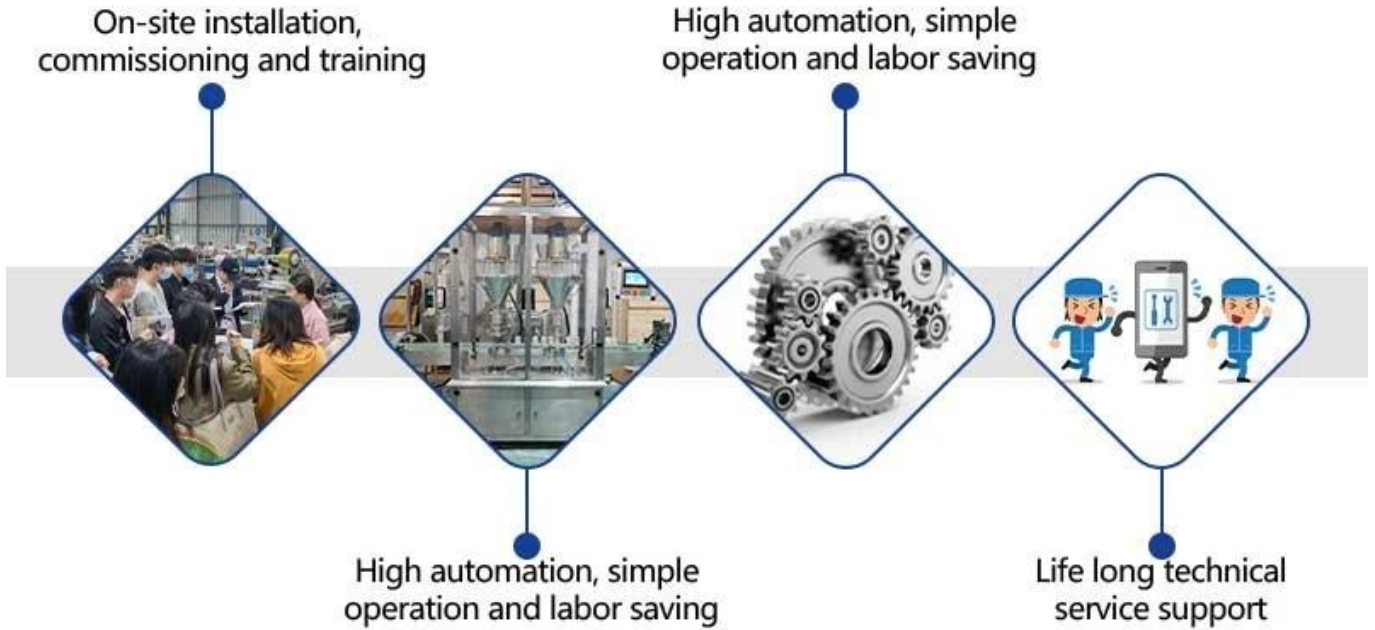 On-site installation,
commissioning and training
High automation, simple
operation and labor saving
High automation, simple
operation and labor saving
Life long technical
service support